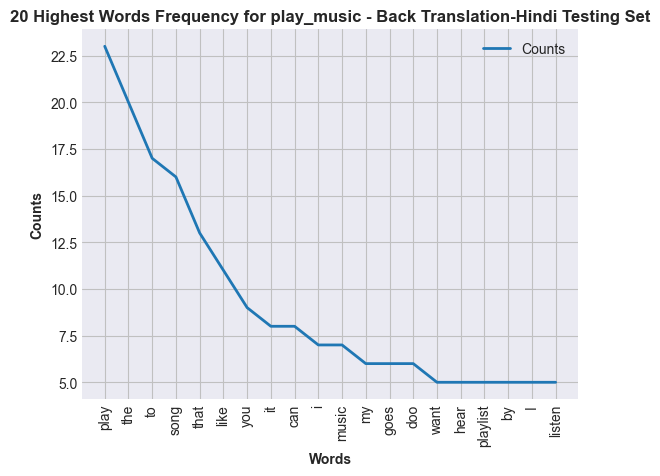 20 Highest Words Frequency for play_music - Back Translation-Hindi Testing Set
Counts
22.5
20.0
17.5
15.0
12.5
10.0
7.5
5.0
Counts
play
the
to
song
that
like
you
it
can
i
music
my
goes
doo
want
hear
playlist
by
I
listen
Words